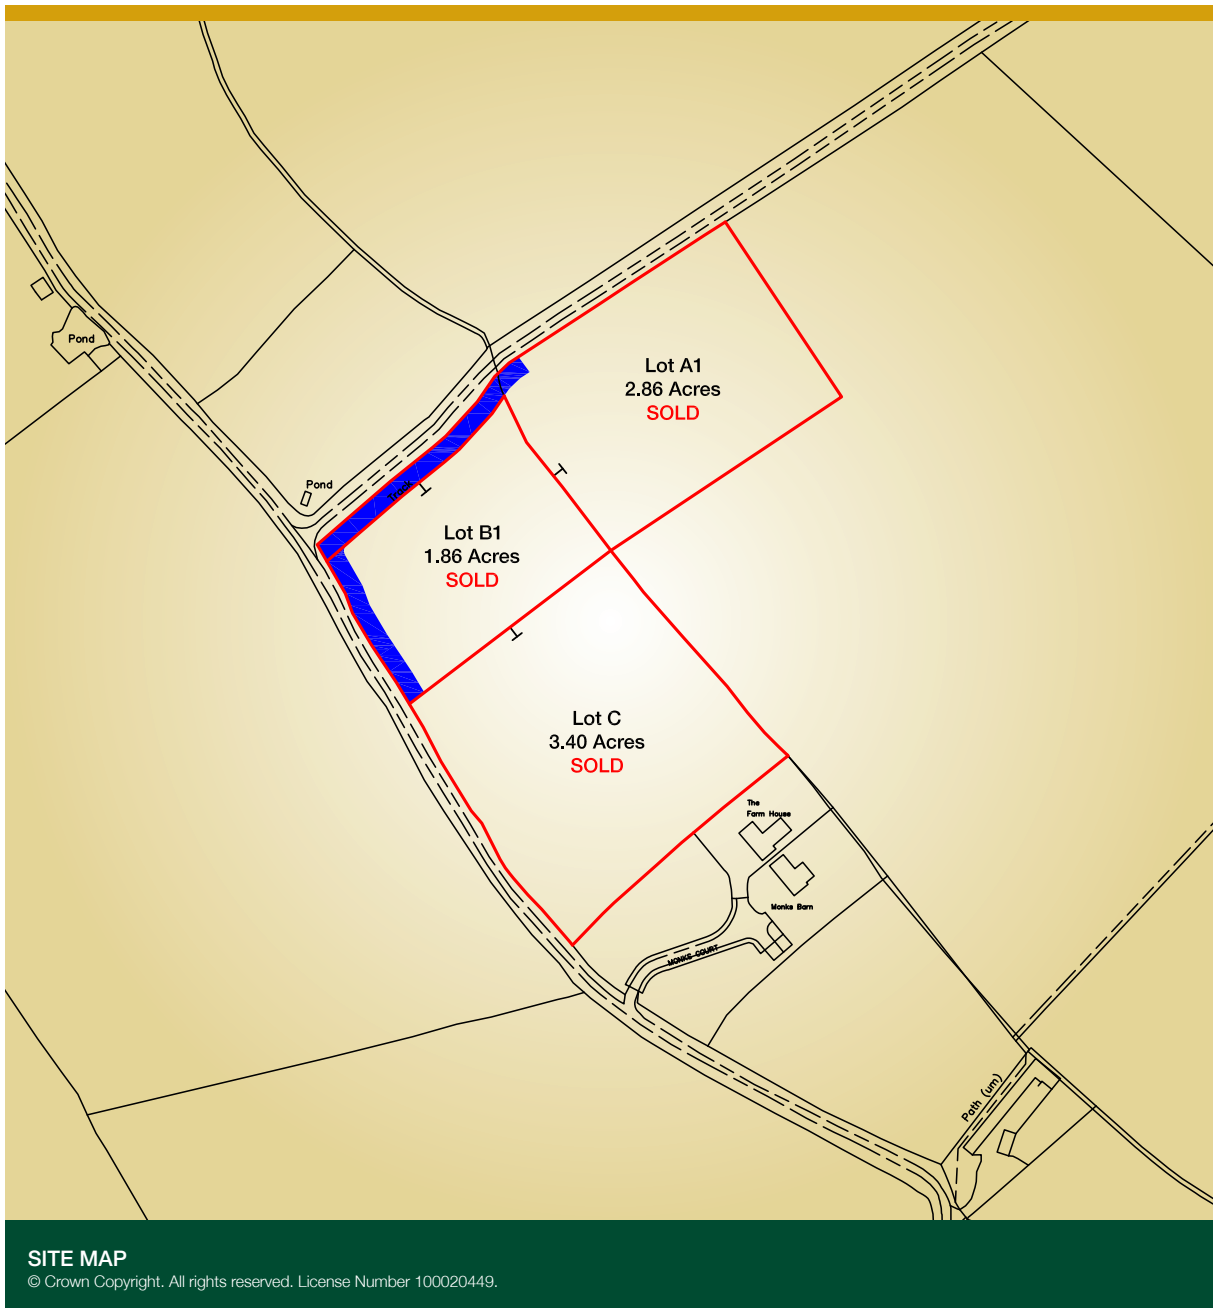 Lot A1
2.86 Acres
SOLD
Pond
Pond
Track
Lot B1
1.86 Acres
SOLD
Lot C
3.40 Acres
SOLD
The
Farm House
Monks Barn
MONKS COURT
Path (um)
SITE MAP
© Crown Copyright. All rights reserved. License Number 100020449.